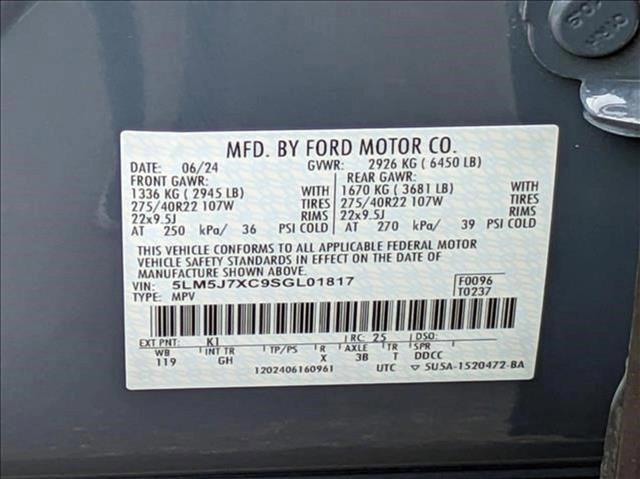 MFD. BY FORD MOTOR CO.
DATE: 06/24 GVWR: 2926 KG ( 6450 LB)
FRONT GAWR: REAR GAWR:
1336 KG ( 2945 LB) WITH 1670 KG ( 3681 LB) WITH
275/40R22 107W TIRES 275/40R22 107W TIRES
22x9.5J RIMS 22x9.5J RIMS
AT 250 kPa/ 36 PSI COLD AT 270 kPa/ 39 PSI COLD
THIS VEHICLE CONFORMS TO ALL APPLICABLE FEDERAL MOTOR
VEHICLE SAFETY STANDARDS IN EFFECT ON THE DATE OF
MANUFACTURE SHOWN ABOVE.
VIN: 5LM5J7XC9SGL01817 F0096
TYPE: MPV T0237
EXT PNT: K1 RC: 25 DSO:
WB INT TR TP/PS R AXLE TR SPR
119 GH X 3B T DDCC
1202406160961 UTC ▽ SU5A-1520472-BA